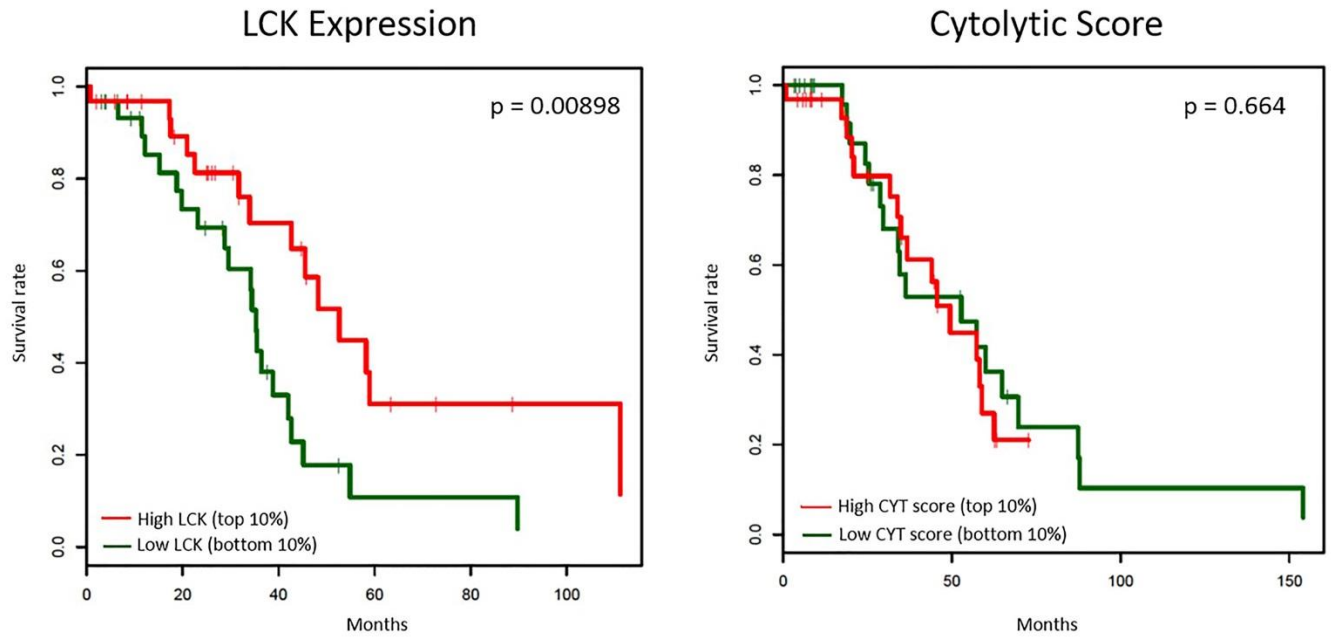 LCK Expression
p = 0.00898
Survival rate
1.0
0.8
0.6
0.4
0.2
0.0
High LCK (top 10%)
Low LCK (bottom 10%)
0 20 40 60 80 100
Months
Cytolytic Score
p = 0.664
Survival rate
1.0
0.8
0.6
0.4
0.2
0.0
High CYT score (top 10%)
Low CYT score (bottom 10%)
0 50 100 150
Months